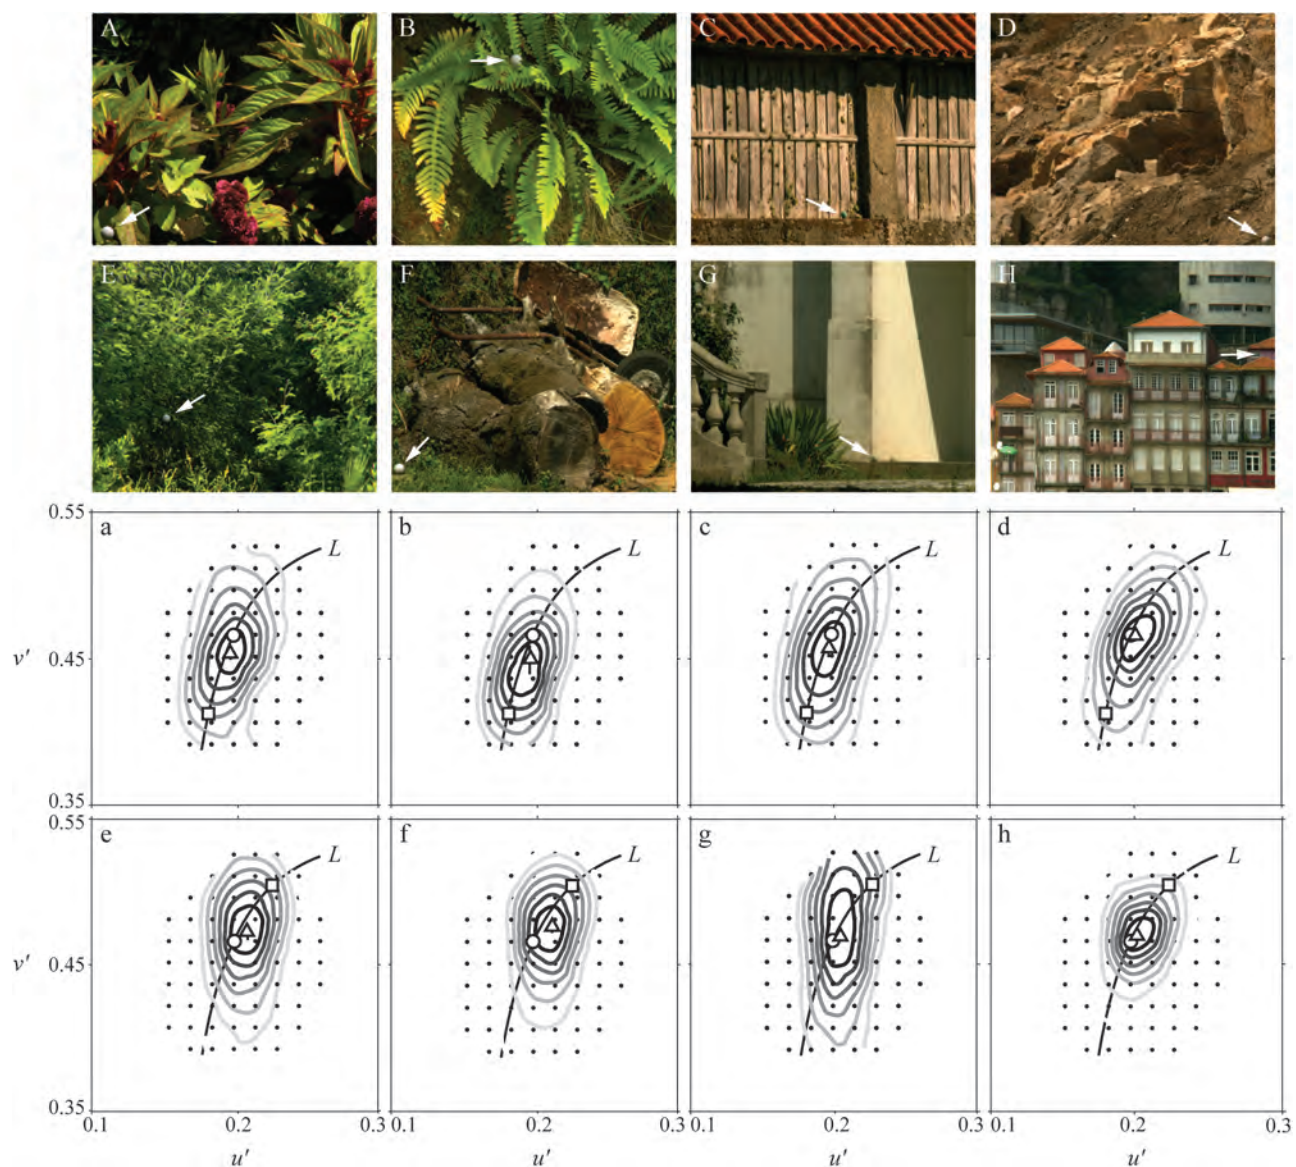 A B C D
E F G H
0.55 a L b L c L d L
v′ 0.45
0.35
0.55 e L f L g L h L
v′ 0.45
0.35
0.1 0.2 0.3 0.1 0.2 0.3 0.1 0.2 0.3 0.1 0.2 0.3
u′ u′ u′ u′